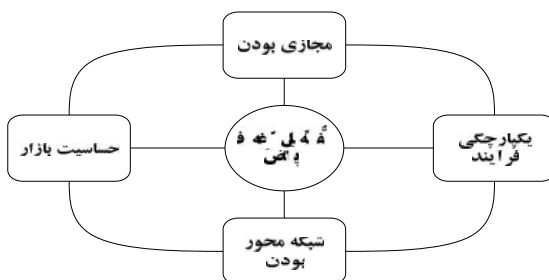 مجازی بودن
یکپارچگی
فرایند
حساسیت بازار
شبکه محور
بودن